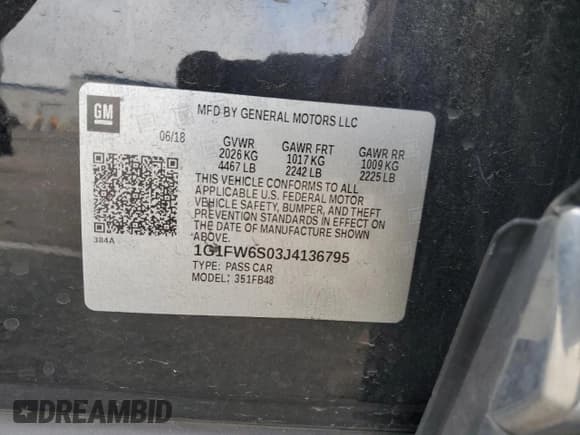 GM
MFD BY GENERAL MOTORS LLC
06/18
GVWR GAWR FRT GAWR RR
2026 KG 1017 KG 1009 KG
4467 LB 2242 LB 2225 LB
THIS VEHICLE CONFORMS TO ALL
APPLICABLE U.S. FEDERAL MOTOR
VEHICLE SAFETY, BUMPER, AND THEFT
PREVENTION STANDARDS IN EFFECT ON
THE DATE OF MANUFACTURE SHOWN
ABOVE.
384A
1G1FW6S03J4136795
TYPE: PASS CAR
MODEL: 351FB48
DREAMBID